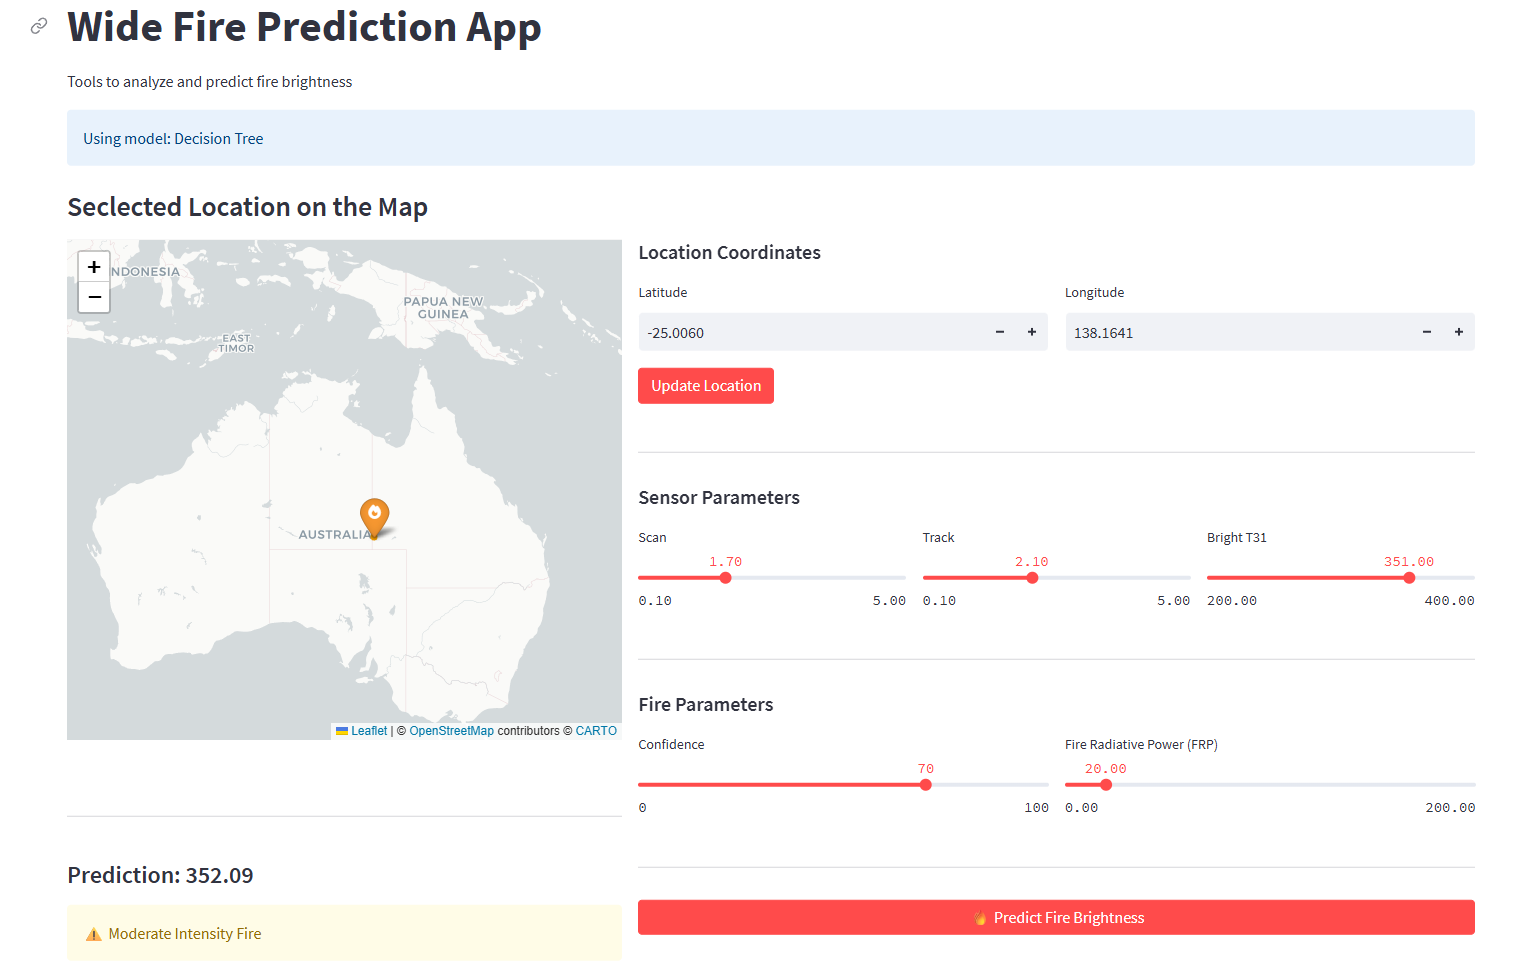 Wide Fire Prediction App
Tools to analyze and predict fire brightness
Using model: Decision Tree
Seclected Location on the Map
+
−
NDONESIA
PAPUA NEW
GUINEA
EAST
TIMOR
AUSTRALIA
Leaflet | © OpenStreetMap contributors © CARTO
Prediction: 352.09
Moderate Intensity Fire
Location Coordinates
Latitude Longitude
-25.0060 − + 138.1641 − +
Update Location
Sensor Parameters
Scan Track Bright T31
1.70 2.10 351.00
0.10 5.00 0.10 5.00 200.00 400.00
Fire Parameters
Confidence Fire Radiative Power (FRP)
70 20.00
0 100 0.00 200.00
Predict Fire Brightness